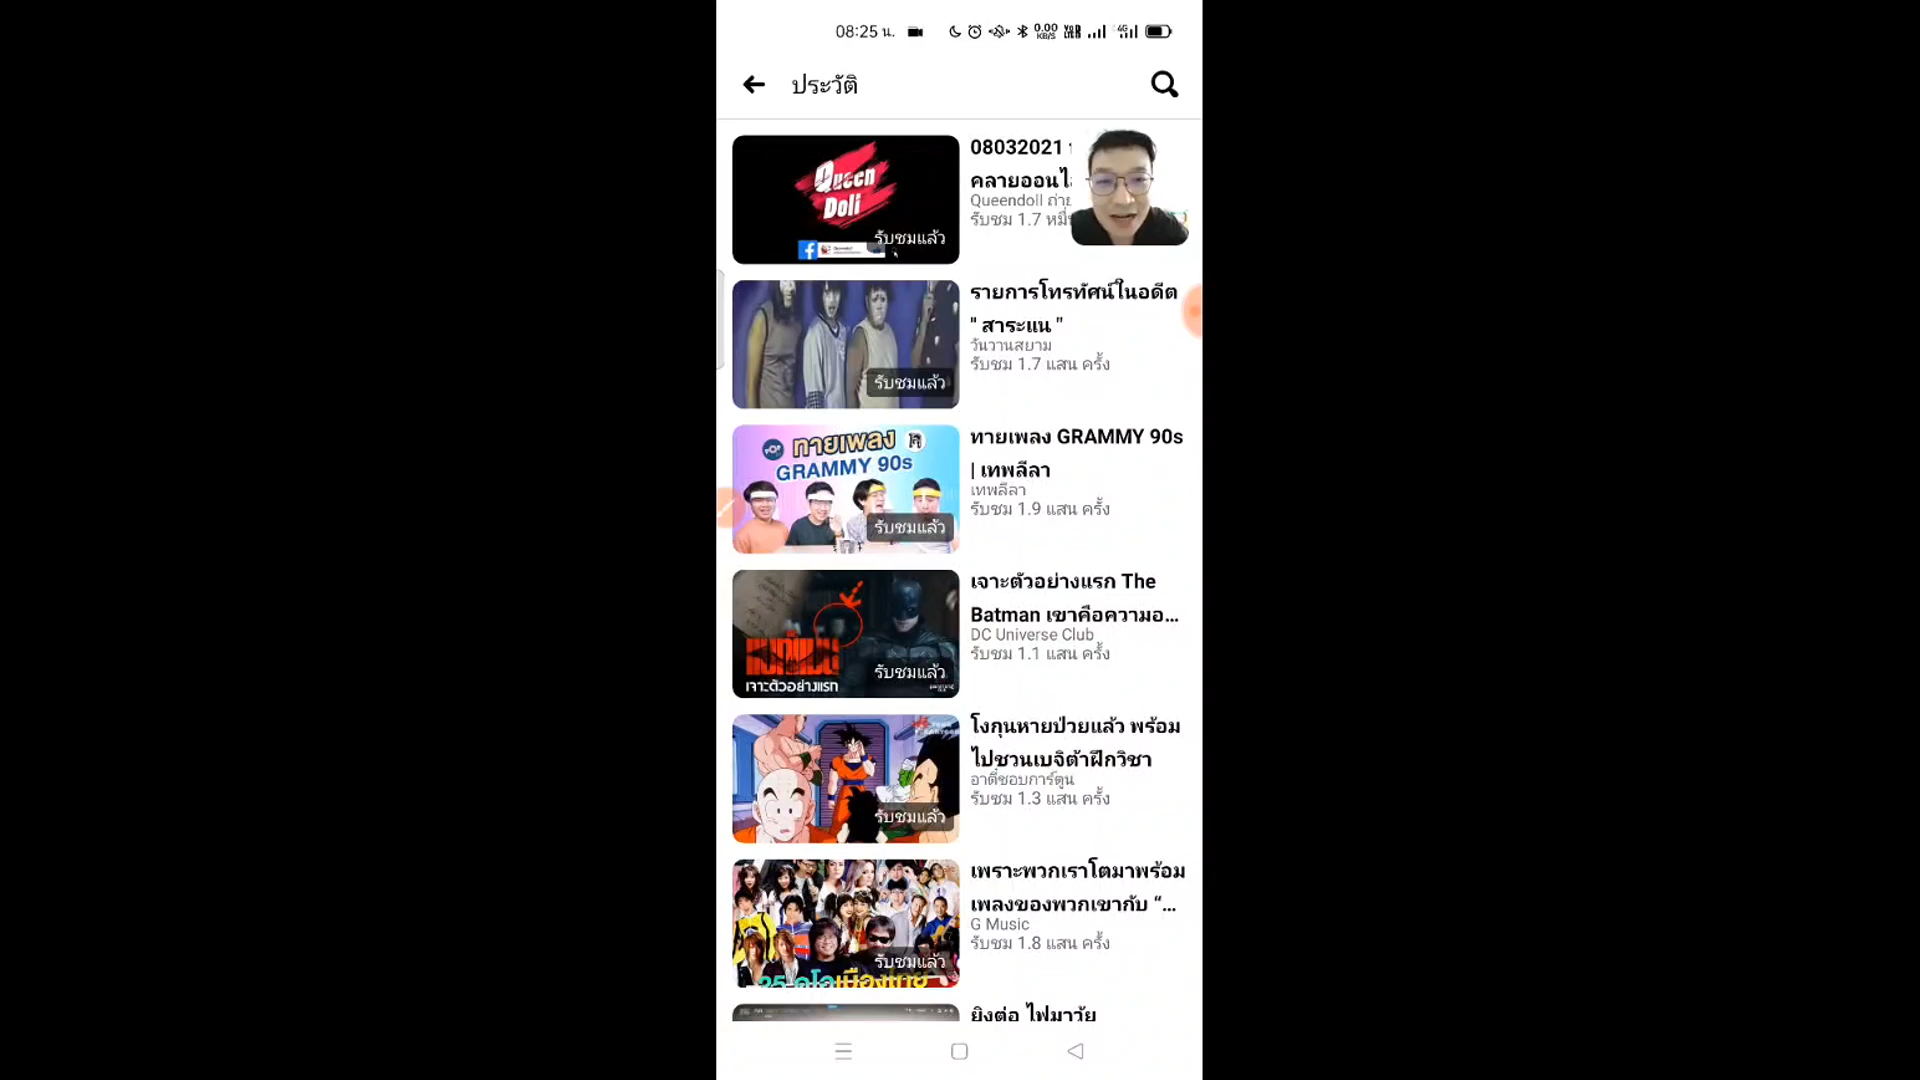 08:25 น.
0.00 KB/S
4G
ประวัติ
Queen
Doll
รับชมแล้ว
08032021
คลายออนไ
Queendoll ถ่าย
รับชม 1.7 หมื่
รับชมแล้ว
รายการโทรทัศน์ในอดีต
" สาระแน "
วันวานสยาม
รับชม 1.7 แสน ครั้ง
POP
ทายเพลง
GRAMMY 90s
รับชมแล้ว
ทายเพลง GRAMMY 90s
| เทพลีลา
เทพลีลา
รับชม 1.9 แสน ครั้ง
เจาะตัวอย่างแรก
รับชมแล้ว
เจาะตัวอย่างแรก The
Batman เขาคือความอ...
DC Universe Club
รับชม 1.1 แสน ครั้ง
รับชมแล้ว
โงกุนหายป่วยแล้ว พร้อม
ไปชวนเบจิต้าฝึกวิชา
อาตี๋ชอบการ์ตูน
รับชม 1.3 แสน ครั้ง
รับชมแล้ว
เพราะพวกเราโตมาพร้อม
เพลงของพวกเขากับ “...
G Music
รับชม 1.8 แสน ครั้ง
ยิงต่อ ไฟมาวัย